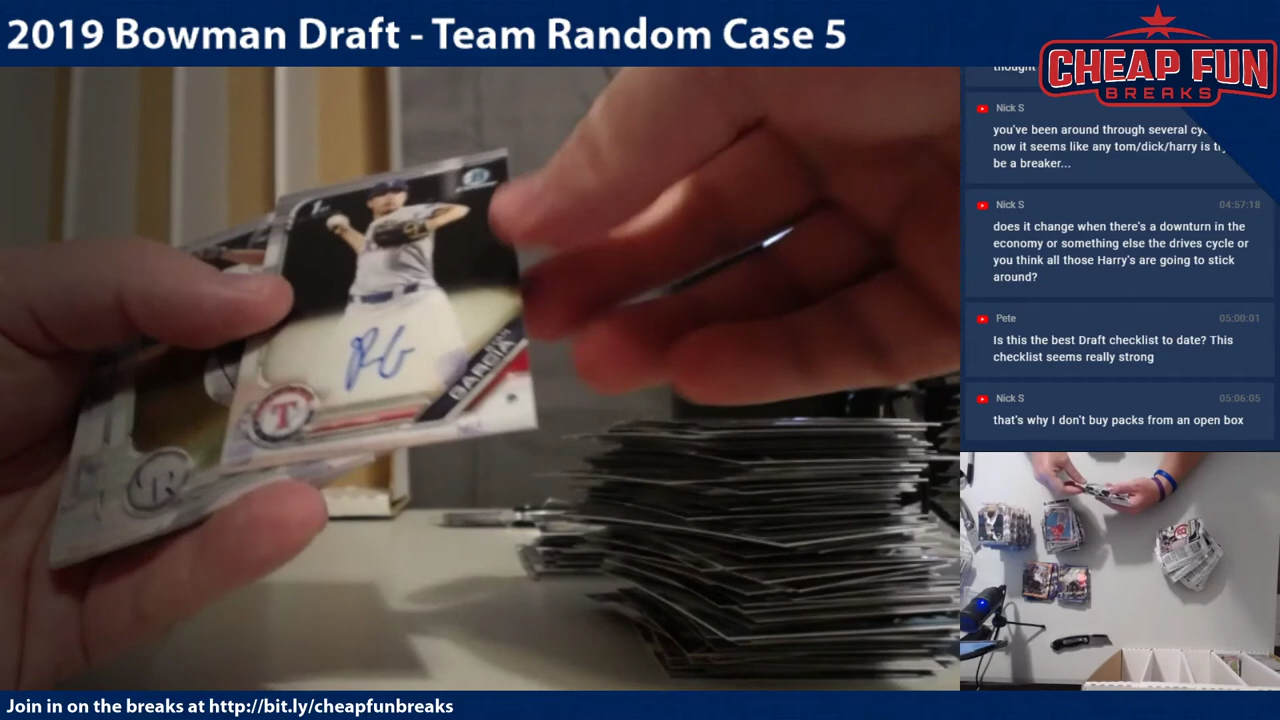 2019 Bowman Draft - Team Random Case 5
CHEAP FUN
BREAKS
thought
Nick S
you've been around through several
now it seems like any tom/dick/harry is
be a breaker...
Nick S 04:57:18
does it change when there's a downturn in the
economy or something else the drives cycle or
you think all those Harry's are going to stick
around?
Pete 05:00:01
Is this the best Draft checklist to date? This
checklist seems really strong
Nick S 05:06:05
that's why I don't buy packs from an open box
GARCIA
T
Join in on the breaks at http://bit.ly/cheapfunbreaks